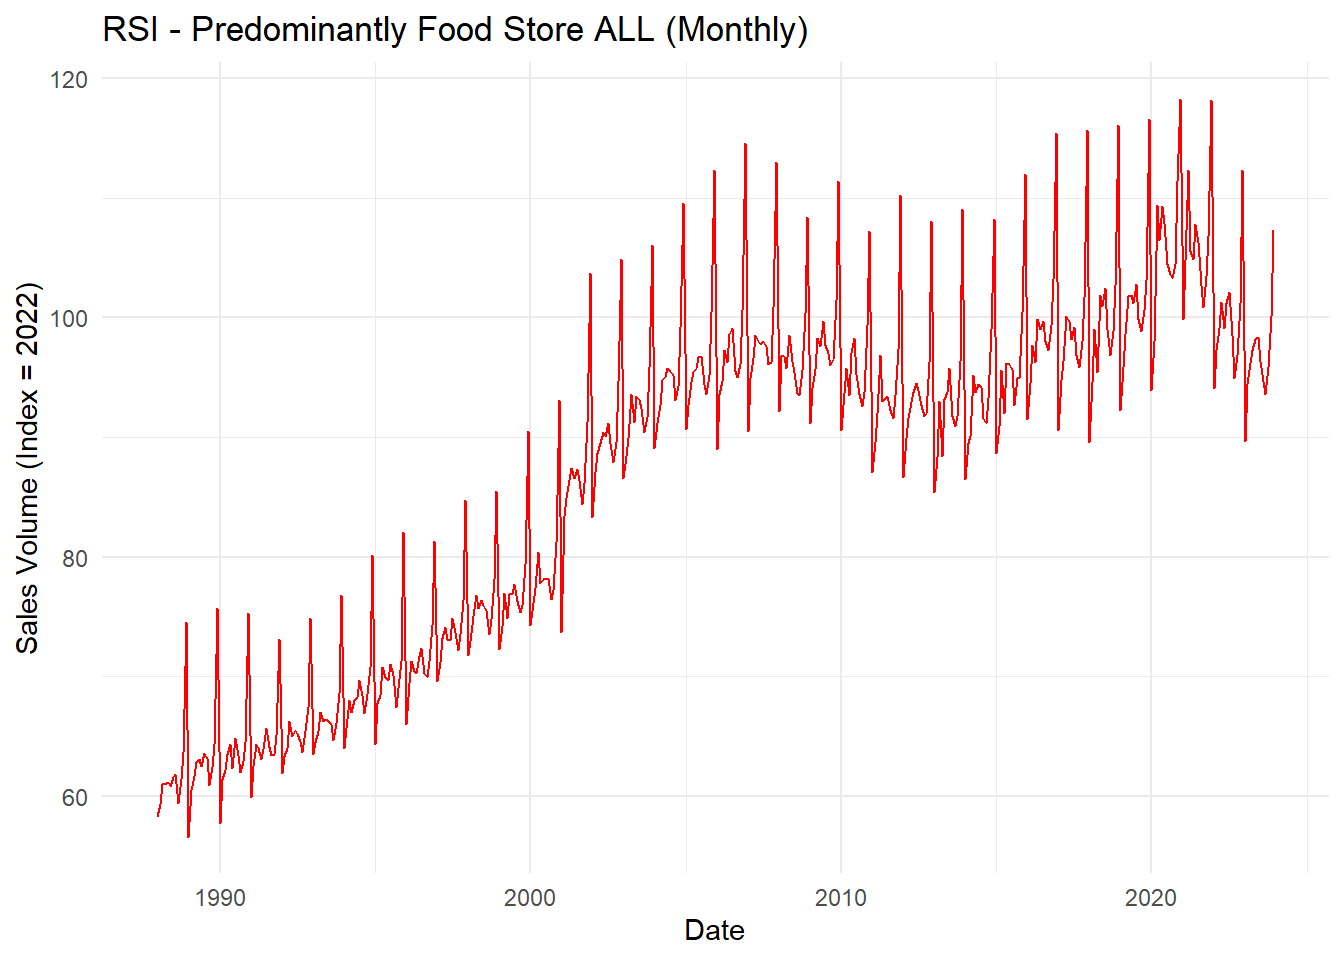 RSI - Predominantly Food Store ALL (Monthly)
120
100
80
60
Sales Volume (Index = 2022)
1990
2000
2010
2020
Date